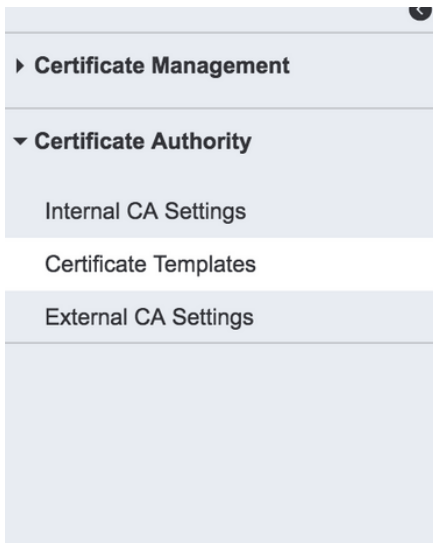 Certificate Management
Certificate Authority
Internal CA Settings
Certificate Templates
External CA Settings